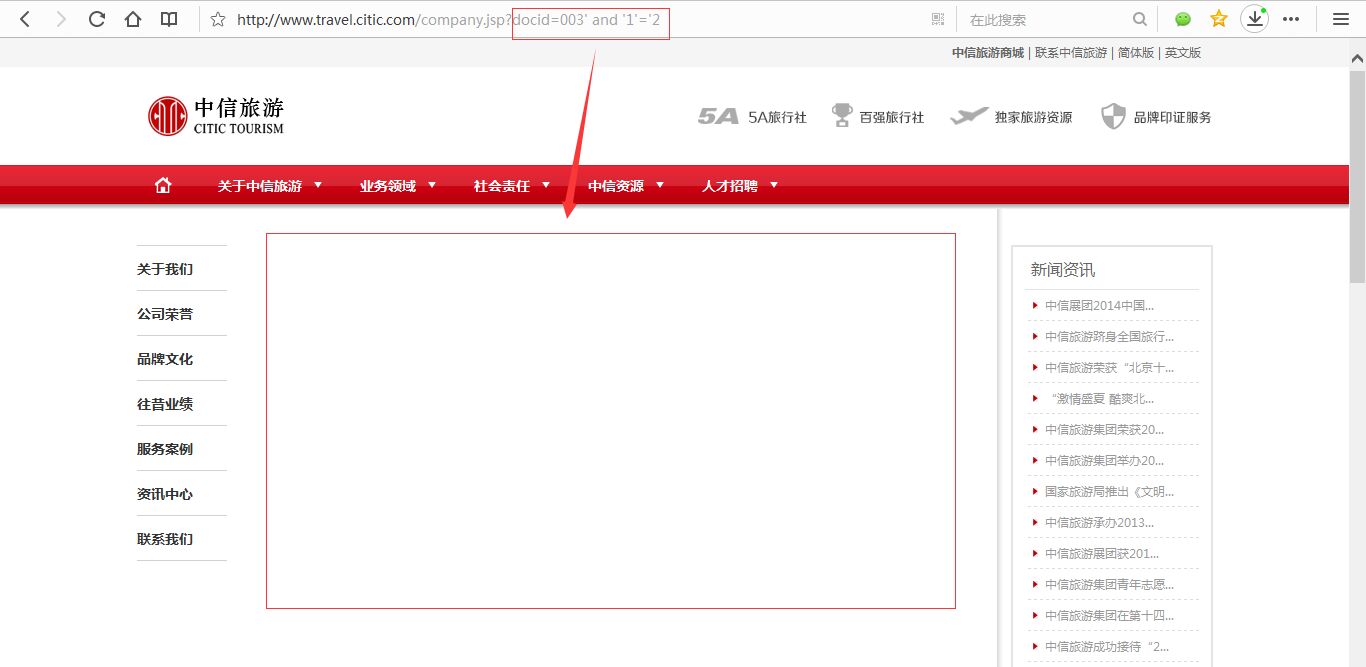 http://www.travel.citic.com/company.jsp?docid=003' and '1'='2
在此搜索
中信旅游商城 | 联系中信旅游 | 简体版 | 英文版
中信旅游
CITIC TOURISM
5A 5A旅行社 百强旅行社 独家旅游资源 品牌印证服务
关于中信旅游 业务领域 社会责任 中信资源 人才招聘
关于我们
公司荣誉
品牌文化
往昔业绩
服务案例
资讯中心
联系我们
新闻资讯
中信展团2014中国...
中信旅游跻身全国旅行...
中信旅游荣获“北京十...
“激情盛夏 酷爽北...
中信旅游集团荣获20...
中信旅游集团举办20...
国家旅游局推出《文明...
中信旅游承办2013...
中信旅游展团获201...
中信旅游集团青年志愿...
中信旅游集团在第十四...
中信旅游成功接待“2...